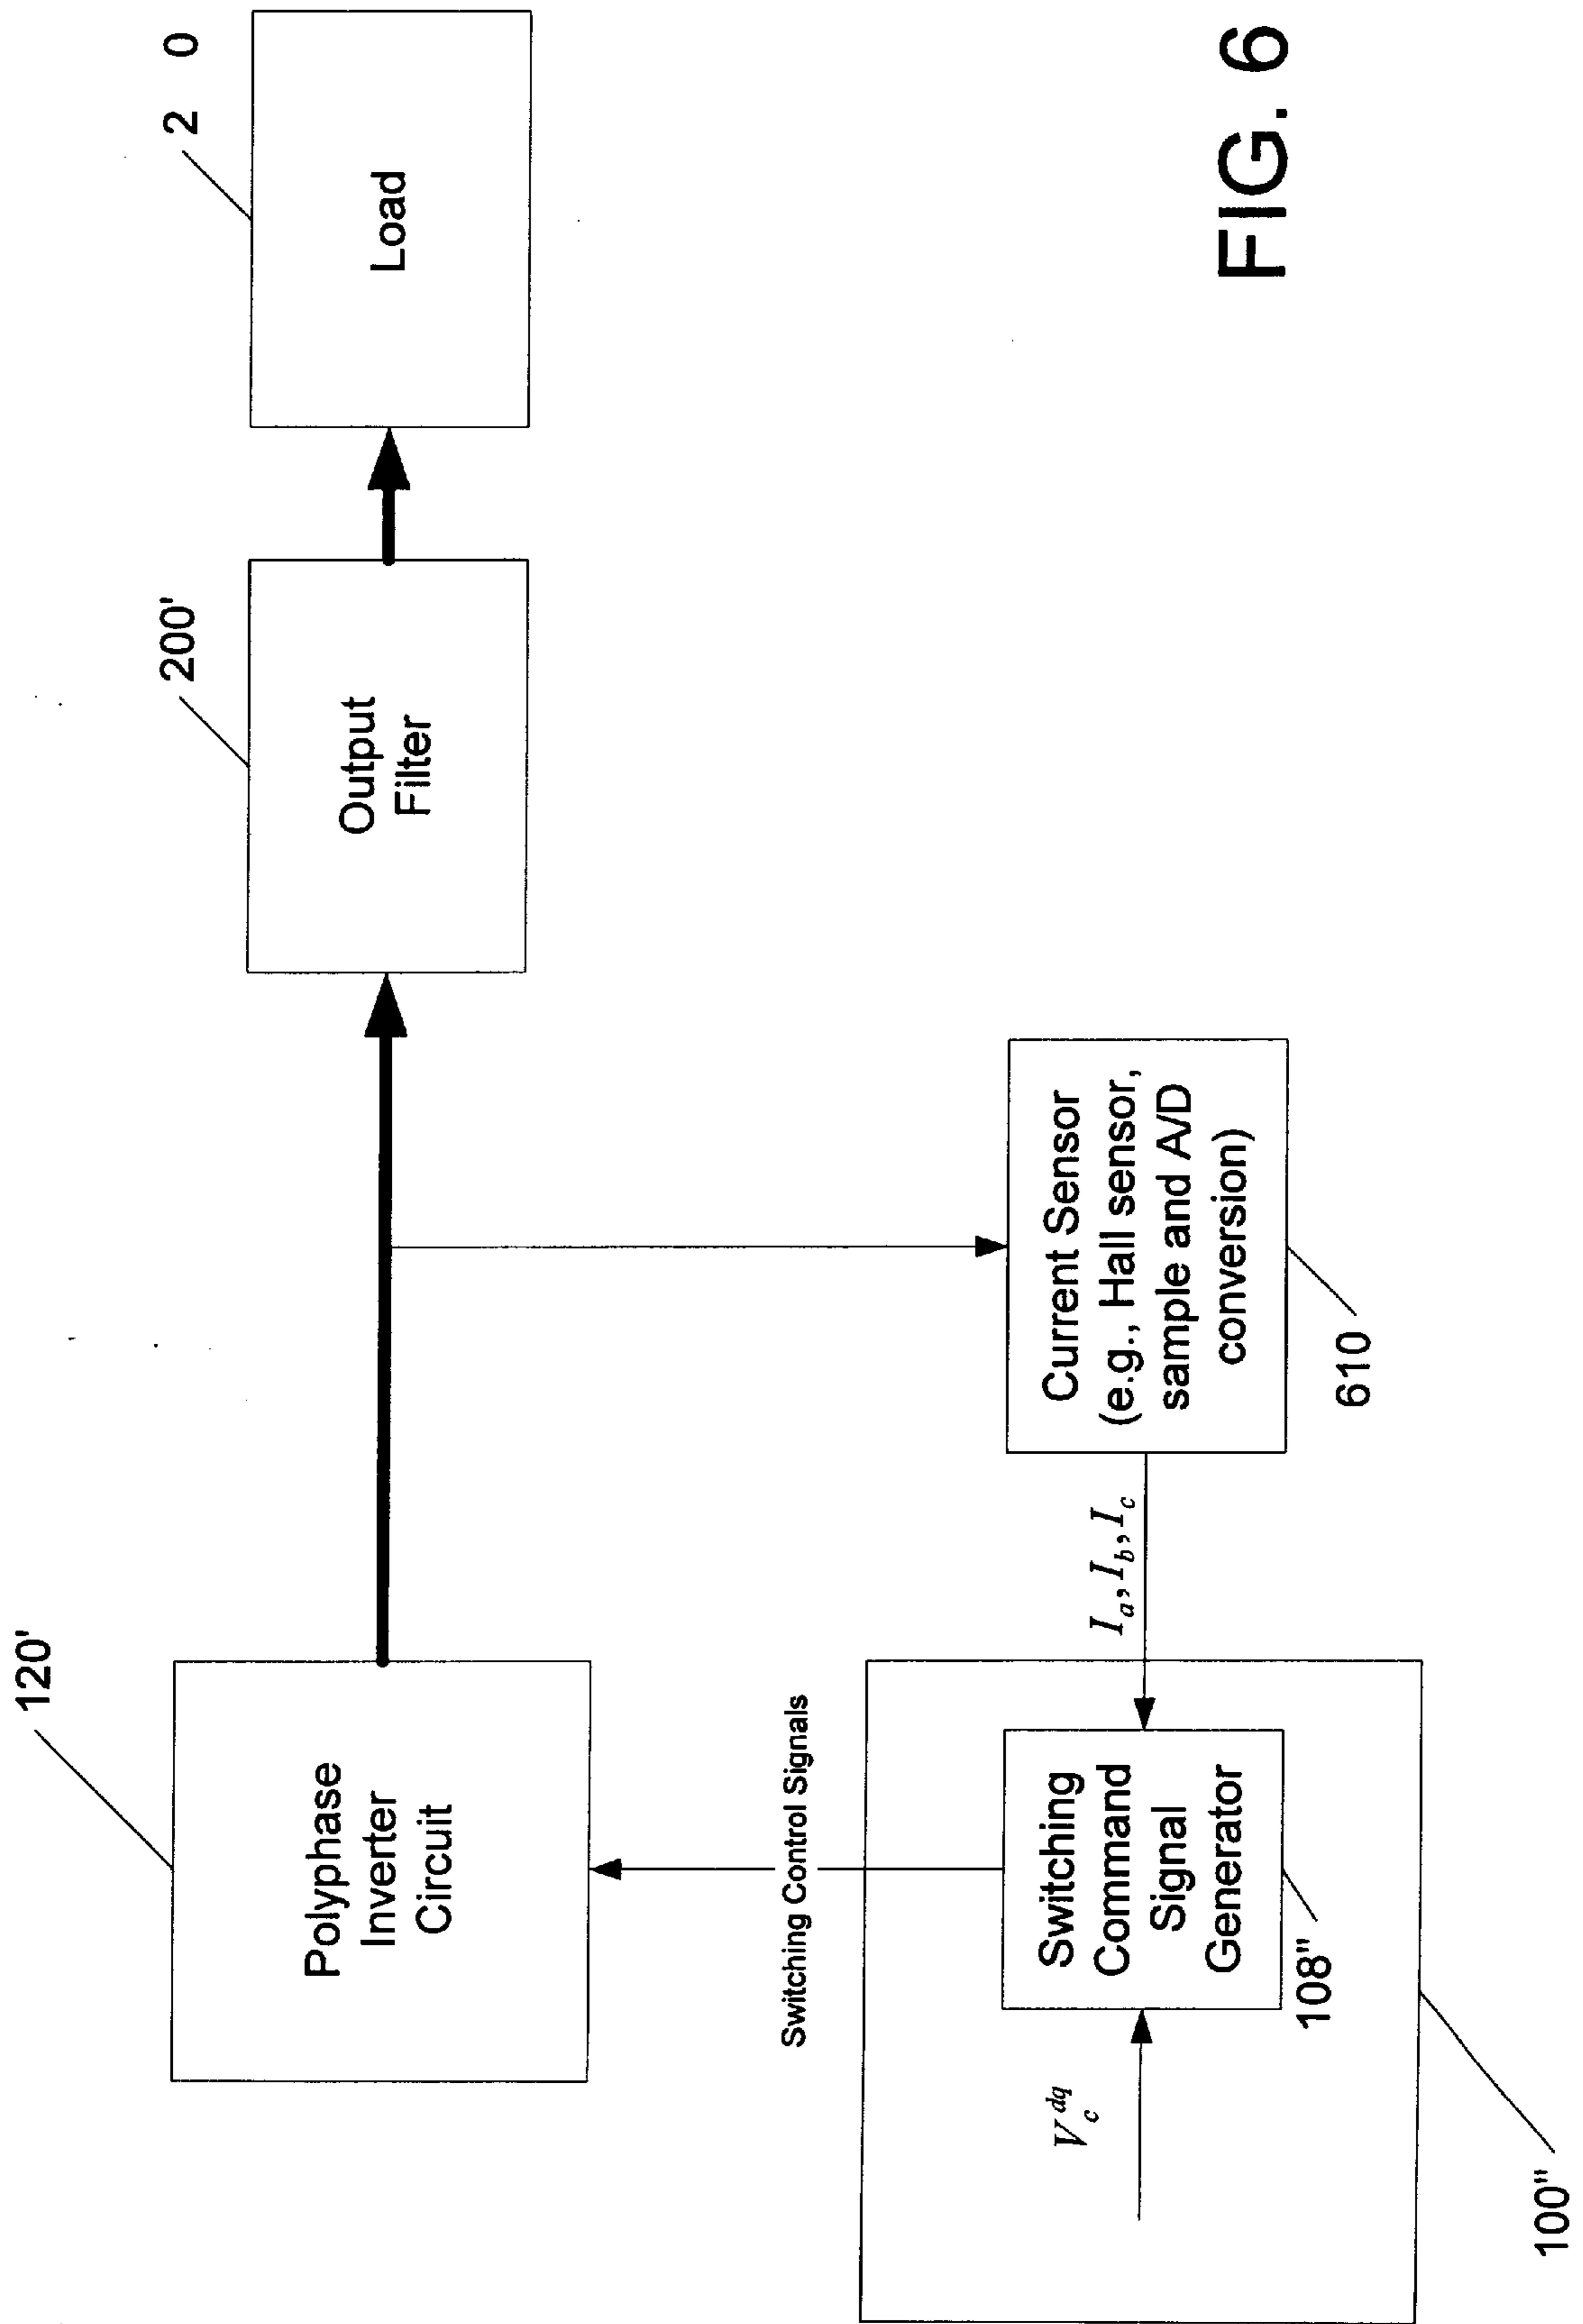 120'
Polyphase
Inverter
Circuit
200'
Output
Filter
2 0
Load
Switching Control Signals
I_a, I_b, I_c
Current Sensor
(e.g., Hall sensor,
sample and A/D
conversion)
610
V_c^dq
Switching
Command
Signal
Generator
108"
100"
FIG. 6